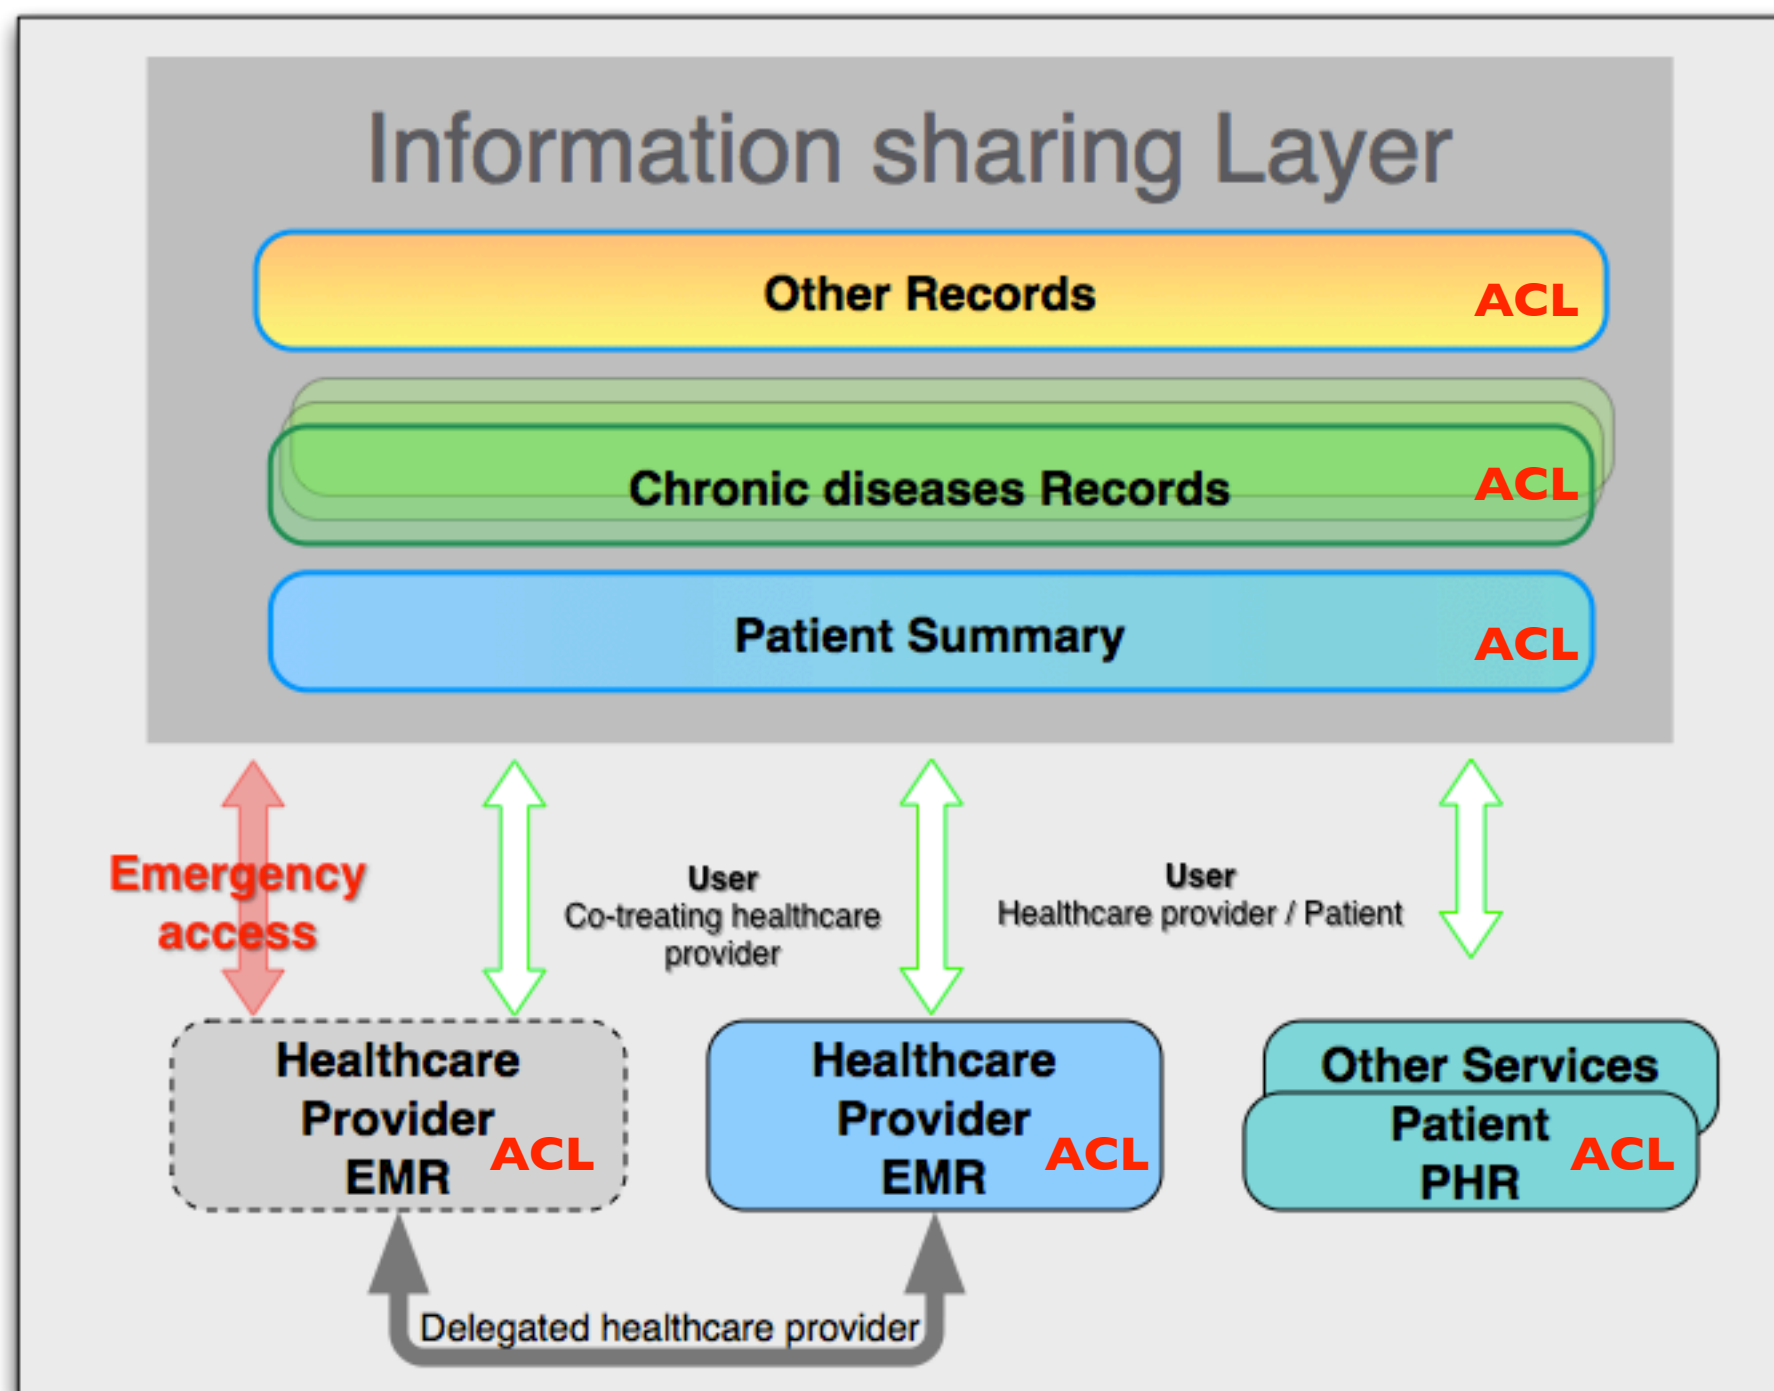 Information sharing Layer
Other Records ACL
Chronic diseases Records ACL
Patient Summary ACL
Emergency
access
User
Co-treating healthcare
provider
User
Healthcare provider / Patient
Healthcare
Provider
EMR ACL
Healthcare
Provider
EMR ACL
Other Services
Patient
PHR ACL
Delegated healthcare provider